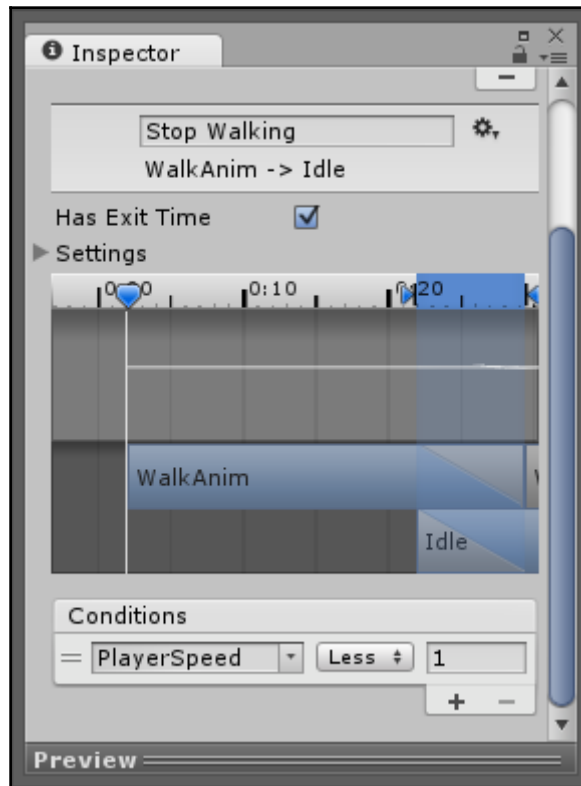 Inspector
Stop Walking
WalkAnim -> Idle
Has Exit Time
Settings
0:10
WalkAnim
Idle
Conditions
PlayerSpeed Less 1
+ −
Preview